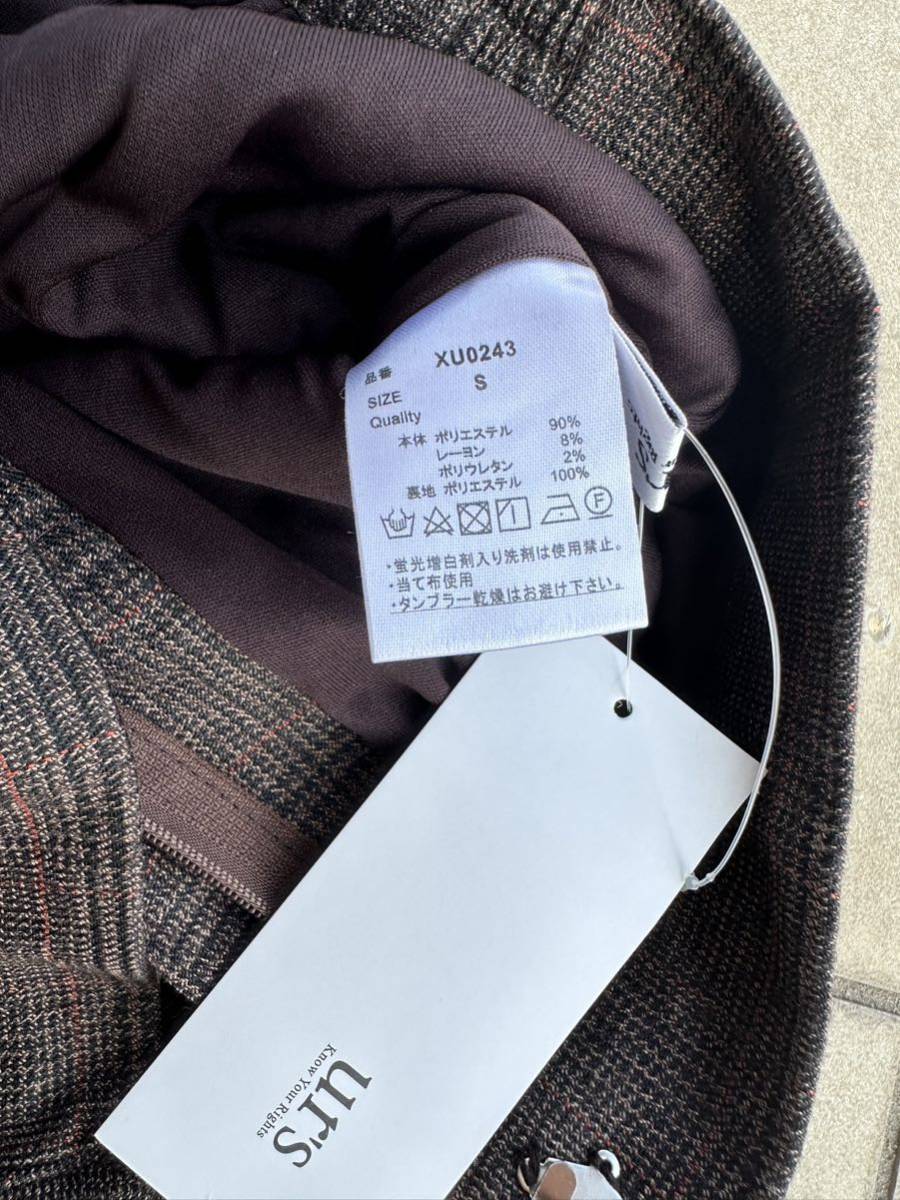 品番 XU0243
SIZE S
Quality
本体 ポリエステル 90%
レーヨン 8%
ポリウレタン 2%
裏地 ポリエステル 100%
F
・蛍光増白剤入り洗剤は使用禁止。
・当て布使用
・タンブラー乾燥はお避け下さい。
ur's
Know Your Rights